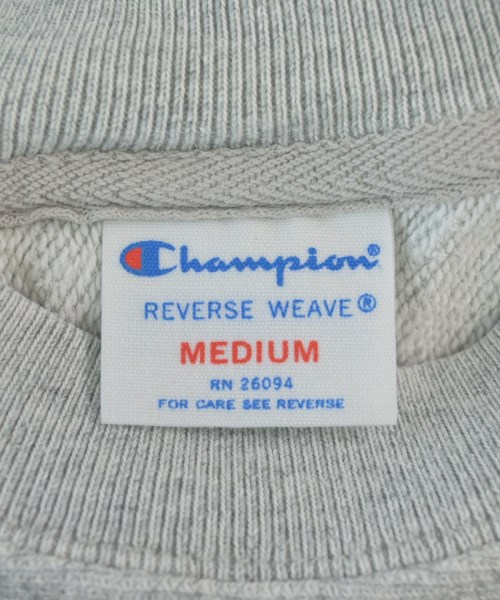 Champion®
REVERSE WEAVE®
MEDIUM
RN 26094
FOR CARE SEE REVERSE